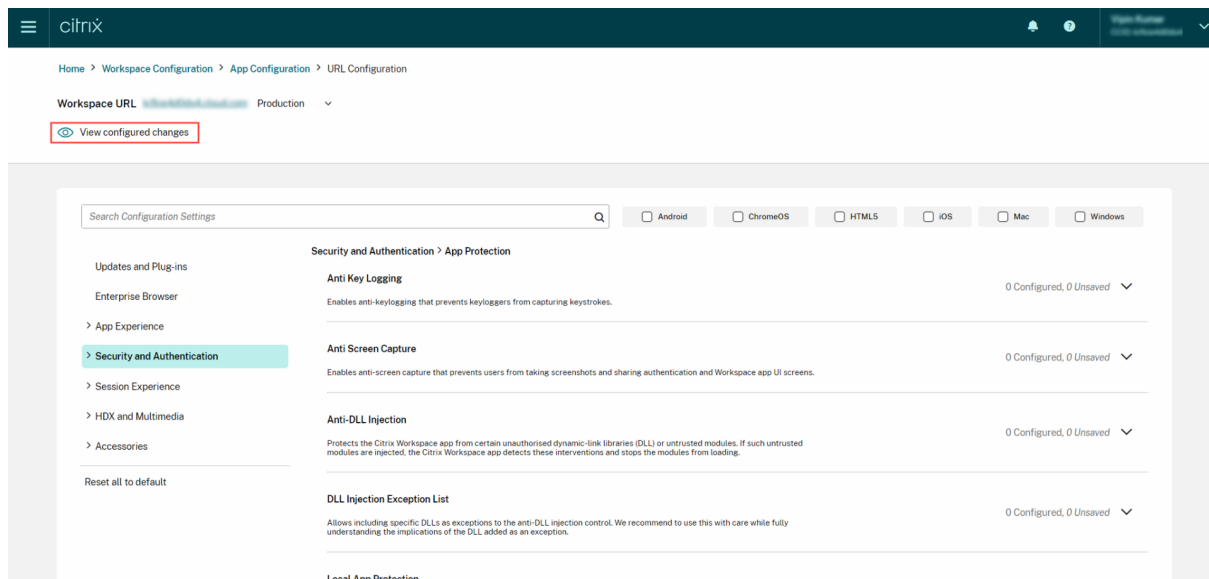 citrix
Home > Workspace Configuration > App Configuration > URL Configuration
Workspace URL Production
View configured changes
Search Configuration Settings
Android ChromeOS HTML5 iOS Mac Windows
Security and Authentication > App Protection
Updates and Plug-ins
Enterprise Browser
App Experience
Security and Authentication
Session Experience
HDX and Multimedia
Accessories
Reset all to default
Anti Key Logging
Enables anti-keylogging that prevents keyloggers from capturing keystrokes.
0 Configured, 0 Unsaved
Anti Screen Capture
Enables anti-screen capture that prevents users from taking screenshots and sharing authentication and Workspace app UI screens.
0 Configured, 0 Unsaved
Anti-DLL Injection
Protects the Citrix Workspace app from certain unauthorised dynamic-link libraries (DLL) or untrusted modules. If such untrusted
modules are injected, the Citrix Workspace app detects these interventions and stops the modules from loading.
0 Configured, 0 Unsaved
DLL Injection Exception List
Allows including specific DLLs as exceptions to the anti-DLL injection control. We recommend to use this with care while fully
understanding the implications of the DLL added as an exception.
0 Configured, 0 Unsaved
Local App Protection